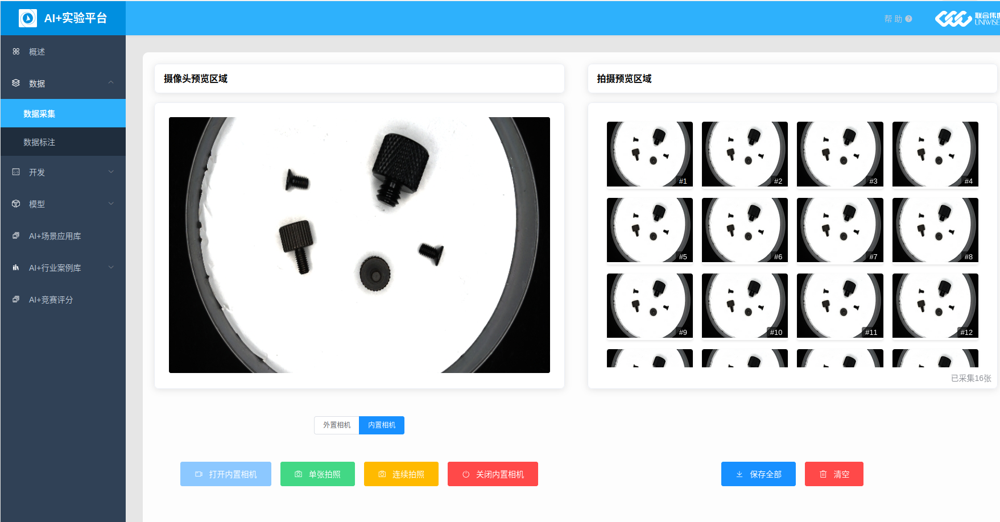 AI+实验平台
帮 助
联合伟世
UNIWISE
概述
数据
数据采集
数据标注
开发
模型
AI+场景应用库
AI+行业案例库
AI+竞赛评分
摄像头预览区域
拍摄预览区域
#1
#2
#3
#4
#5
#6
#7
#8
#9
#10
#11
#12
已采集16张
外置相机
内置相机
打开内置相机
单张拍照
连续拍照
关闭内置相机
保存全部
清空